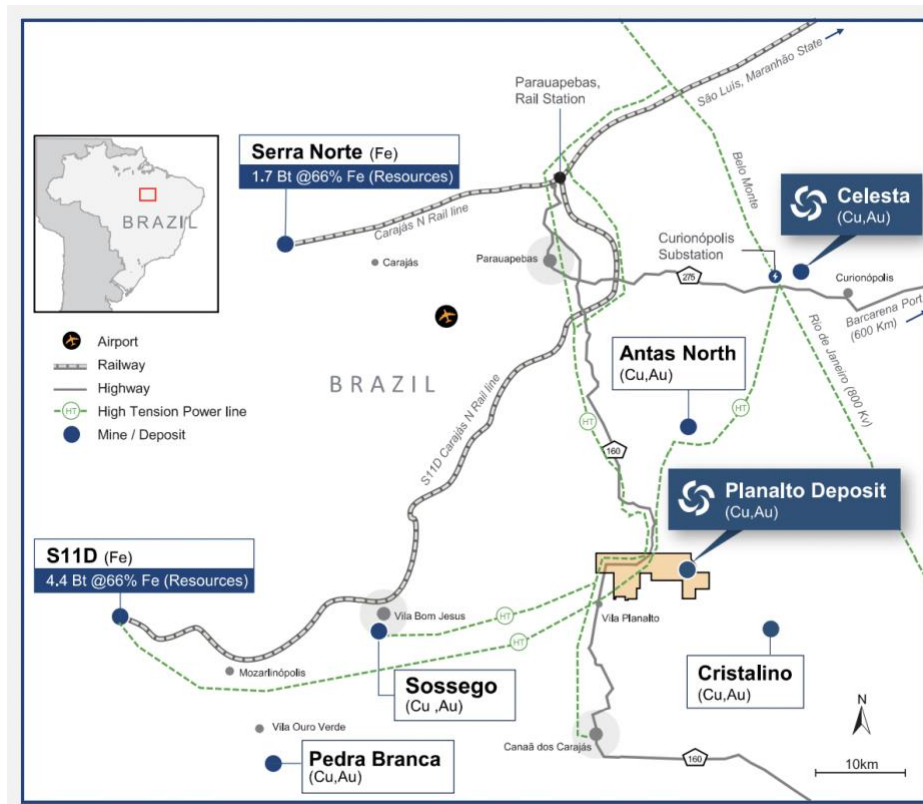 Parauapebas,
Rail Station
São Luís, Maranhão State
Serra Norte (Fe)
1.7 Bt @66% Fe (Resources)
BRAZIL
Carajás N Rail line
Carajás
Parauapebas
Belo Monte
Celesta
(Cu,Au)
Curionópolis
Substation
275
Curionópolis
Barcarena Port
(600 Km)
Rio de Janeiro (800 Kv)
Airport
Railway
Highway
HT
High Tension Power line
Mine / Deposit
BRAZIL
Antas North
(Cu,Au)
HT
HT
160
S11D Carajás N Rail line
Planalto Deposit
(Cu,Au)
S11D (Fe)
4.4 Bt @66% Fe (Resources)
Vila Bom Jesus
HT
HT
Vila Planalto
Mozarlinópolis
Sossego
(Cu ,Au)
Cristalino
(Cu,Au)
Vila Ouro Verde
Pedra Branca
(Cu,Au)
Canaã dos Carajás
160
N
10km